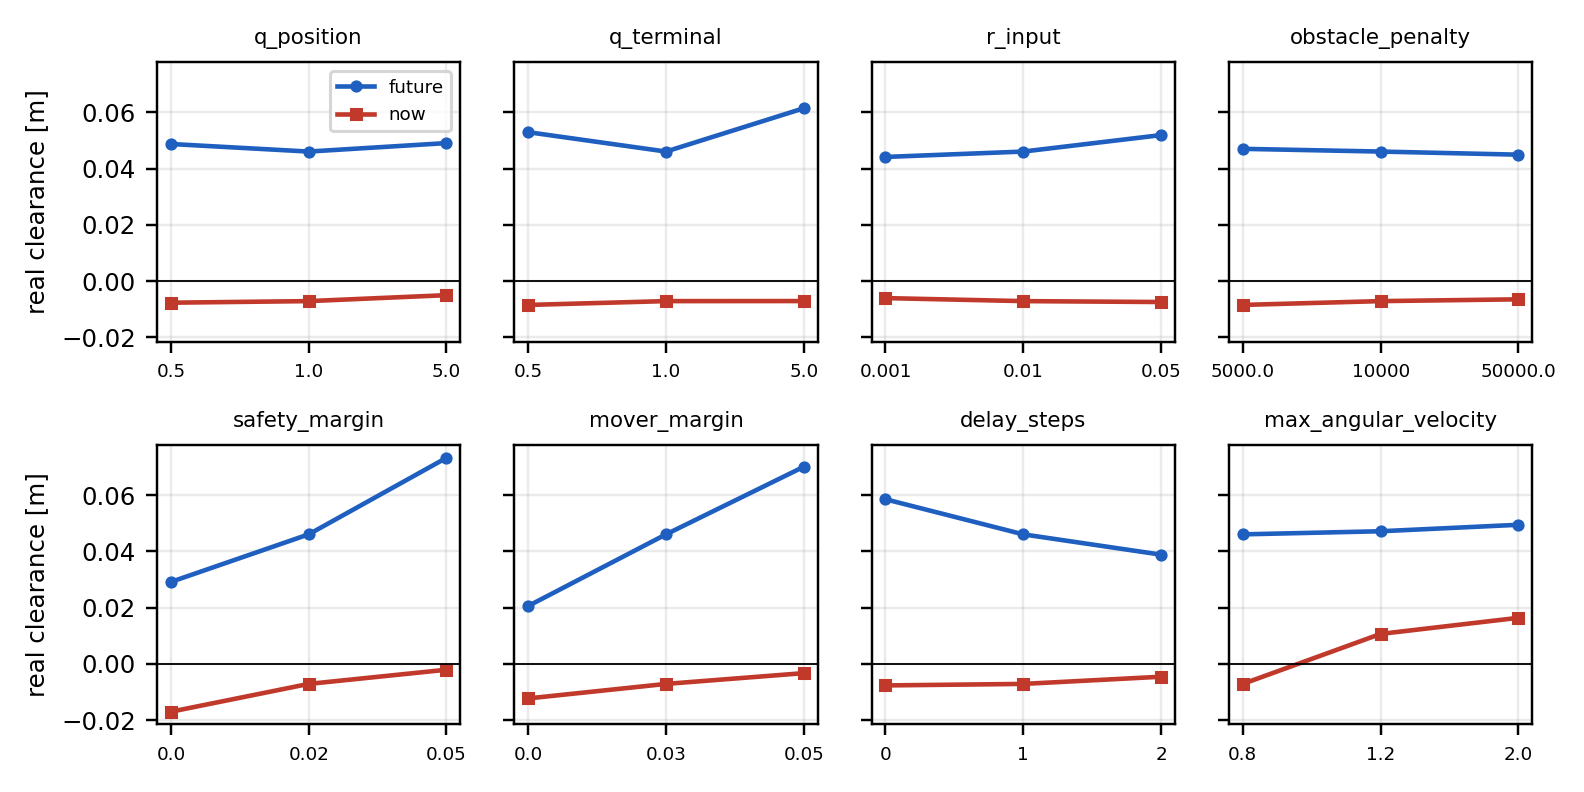 q_position
q_terminal
r_input
obstacle_penalty
future
now
real clearance [m]
0.06
0.04
0.02
0.00
−0.02
0.5 1.0 5.0
0.5 1.0 5.0
0.001 0.01 0.05
5000.0 10000 50000.0
safety_margin
mover_margin
delay_steps
max_angular_velocity
real clearance [m]
0.06
0.04
0.02
0.00
−0.02
0.0 0.02 0.05
0.0 0.03 0.05
0 1 2
0.8 1.2 2.0